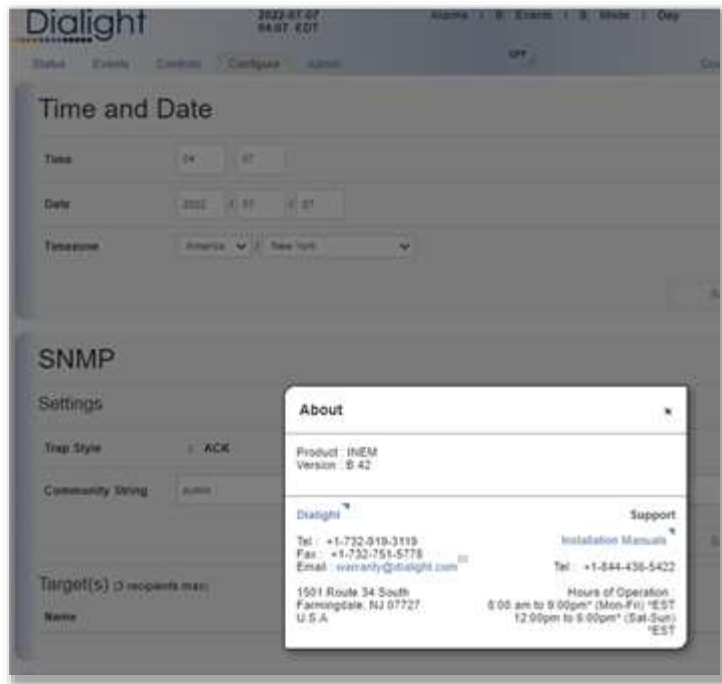 Dialight
2022-07-07
04:07 EDT
Alarms | 0 Events | 0 Mode | Day
Status Events Controls Configure Admin
OFF
Time and Date
Time 04 : 07
Date 2022 / 07 / 07
Timezone America / New York
SNMP
Settings
Trap Style : ACK
Community String public
Target(s) (3 recipients max)
Name
About x
Product : INEM
Version : B 42
Dialight
Tel : +1-732-919-3119
Fax : +1-732-751-5778
Email : warranty@dialight.com
1501 Route 34 South
Farmingdale, NJ 07727
U.S.A
Support
Installation Manuals
Tel : +1-844-436-5422
Hours of Operation :
8:00 am to 9:00pm* (Mon-Fri) *EST
12:00pm to 6:00pm* (Sat-Sun)
*EST